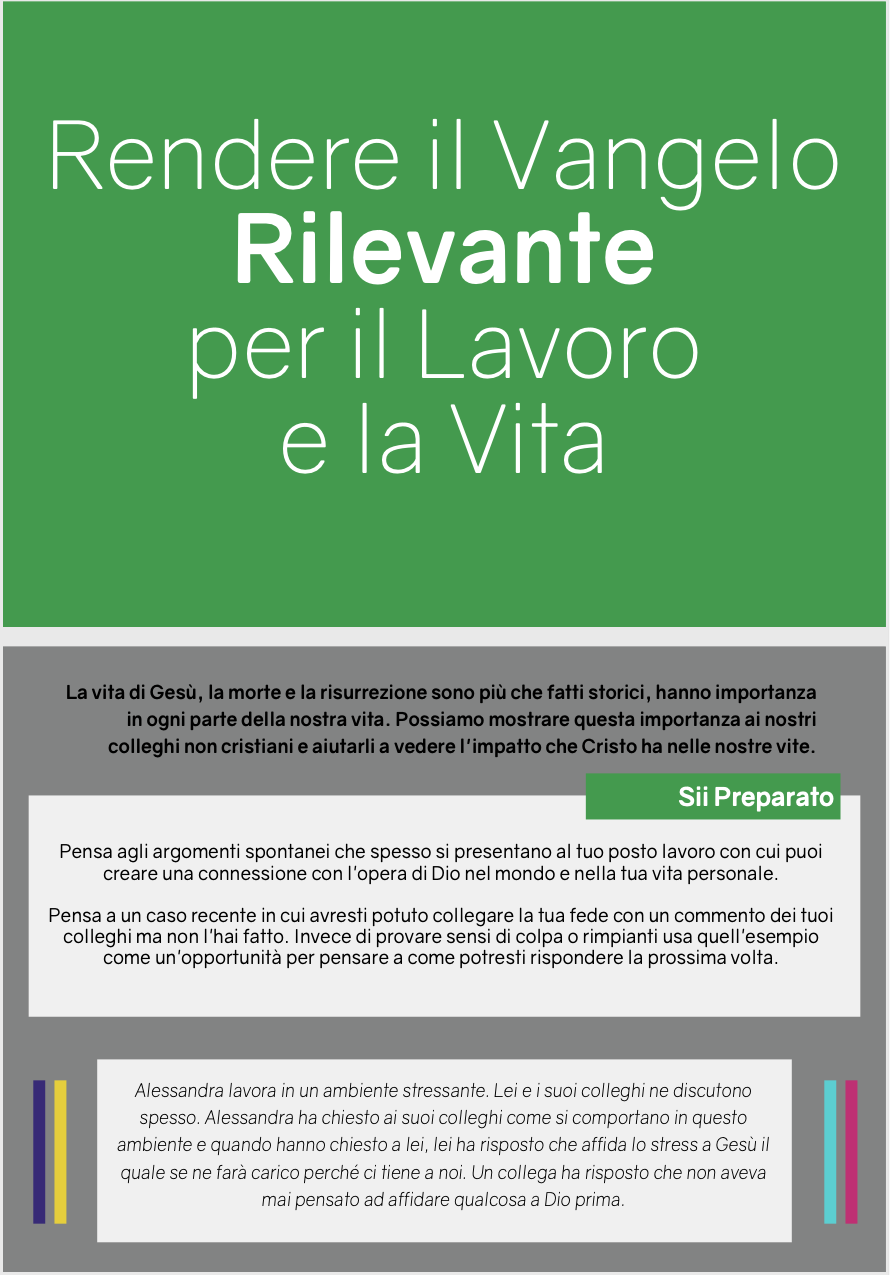 Rendere il Vangelo
Rilevante
per il Lavoro
e la Vita
La vita di Gesù, la morte e la risurrezione sono più che fatti storici, hanno importanza
in ogni parte della nostra vita. Possiamo mostrare questa importanza ai nostri
colleghi non cristiani e aiutarli a vedere l'impatto che Cristo ha nelle nostre vite.
Sii Preparato
Pensa agli argomenti spontanei che spesso si presentano al tuo posto lavoro con cui puoi
creare una connessione con l'opera di Dio nel mondo e nella tua vita personale.
Pensa a un caso recente in cui avresti potuto collegare la tua fede con un commento dei tuoi
colleghi ma non l'hai fatto. Invece di provare sensi di colpa o rimpianti usa quell'esempio
come un'opportunità per pensare a come potresti rispondere la prossima volta.
Alessandra lavora in un ambiente stressante. Lei e i suoi colleghi ne discutono
spesso. Alessandra ha chiesto ai suoi colleghi come si comportano in questo
ambiente e quando hanno chiesto a lei, lei ha risposto che affida lo stress a Gesù il
quale se ne farà carico perché ci tiene a noi. Un collega ha risposto che non aveva
mai pensato ad affidare qualcosa a Dio prima.